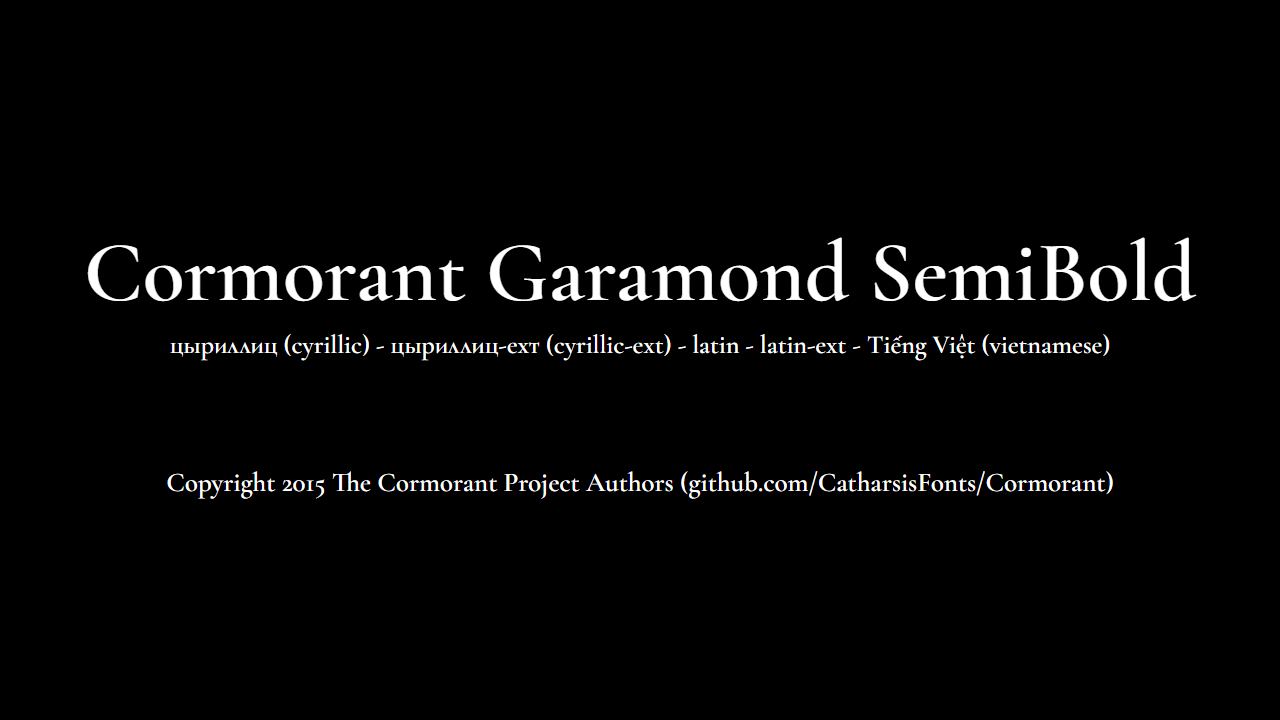 Cormorant Garamond SemiBold
цыриллиц (cyrillic) - цыриллиц-ехт (cyrillic-ext) - latin - latin-ext - Tiếng Việt (vietnamese)
Copyright 2015 The Cormorant Project Authors (github.com/CatharsisFonts/Cormorant)